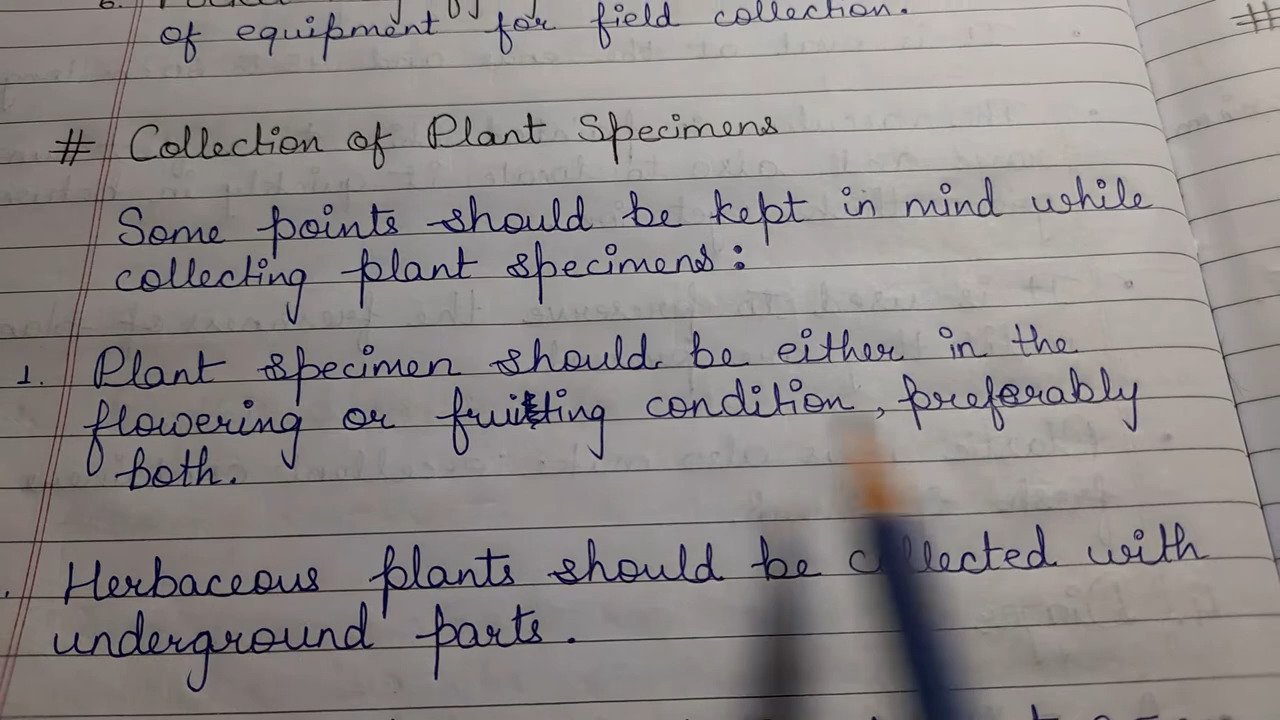 of equipment for field collection.
#
# Collection of Plant Specimens
Some points should be kept in mind while
collecting plant specimens :
1. Plant specimen should be either in the
flowering or fruiting condition, preferably
both.
Herbaceous plants should be collected with
underground parts.